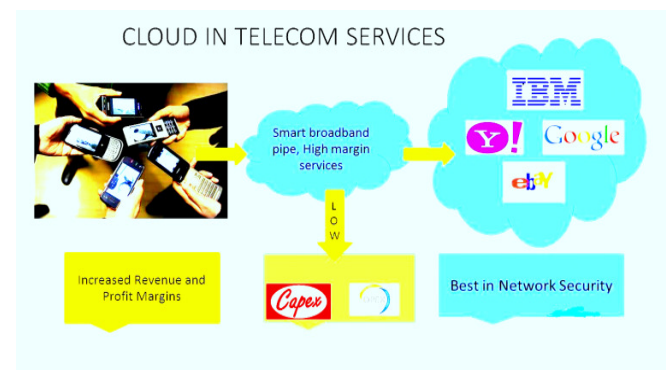 CLOUD IN TELECOM SERVICES
Smart broadband
pipe, High margin
services
IBM
Y!
Google
ebay
L
O
W
Increased Revenue and
Profit Margins
Capex
Best in Network Security